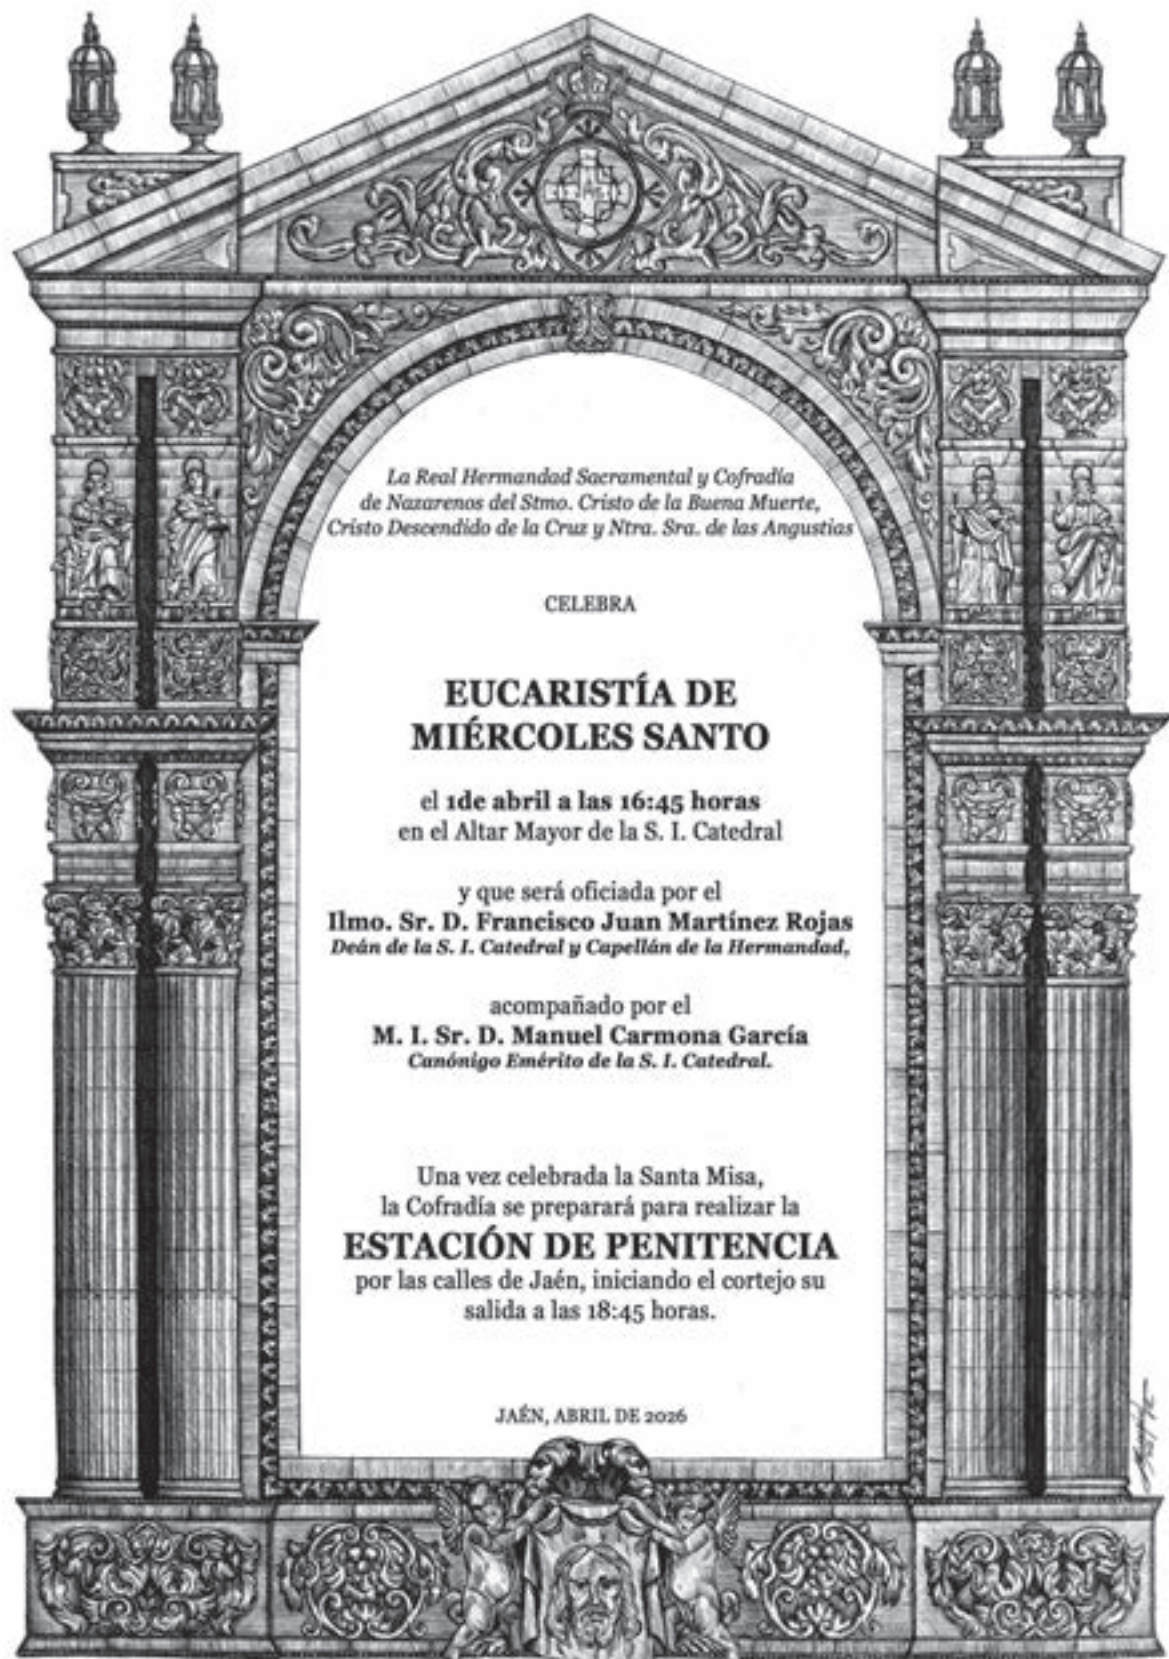 La Real Hermandad Sacramental y Cofradía
de Nazarenos del Stmo. Cristo de la Buena Muerte,
Cristo Descendido de la Cruz y Ntra. Sra. de las Angustias
CELEBRA
EUCARISTÍA DE
MIÉRCOLES SANTO
el 1de abril a las 16:45 horas
en el Altar Mayor de la S. I. Catedral
y que será oficiada por el
Ilmo. Sr. D. Francisco Juan Martínez Rojas
Deán de la S. I. Catedral y Capellán de la Hermandad,
acompañado por el
M. I. Sr. D. Manuel Carmona García
Canónigo Emérito de la S. I. Catedral.
Una vez celebrada la Santa Misa,
la Cofradía se preparará para realizar la
ESTACIÓN DE PENITENCIA
por las calles de Jaén, iniciando el cortejo su
salida a las 18:45 horas.
JAÉN, ABRIL DE 2026